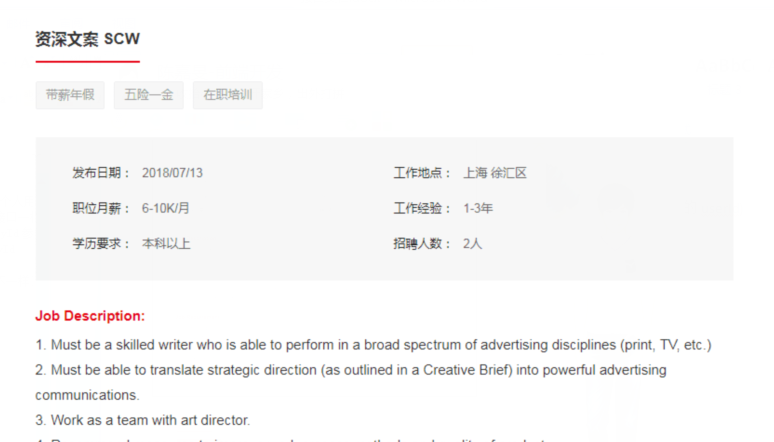 资深文案 SCW
带薪年假 五险一金 在职培训
发布日期： 2018/07/13 工作地点： 上海 徐汇区
职位月薪： 6-10K/月 工作经验： 1-3年
学历要求： 本科以上 招聘人数： 2人
Job Description:
1. Must be a skilled writer who is able to perform in a broad spectrum of advertising disciplines (print, TV, etc.)
2. Must be able to translate strategic direction (as outlined in a Creative Brief) into powerful advertising
communications.
3. Work as a team with art director.